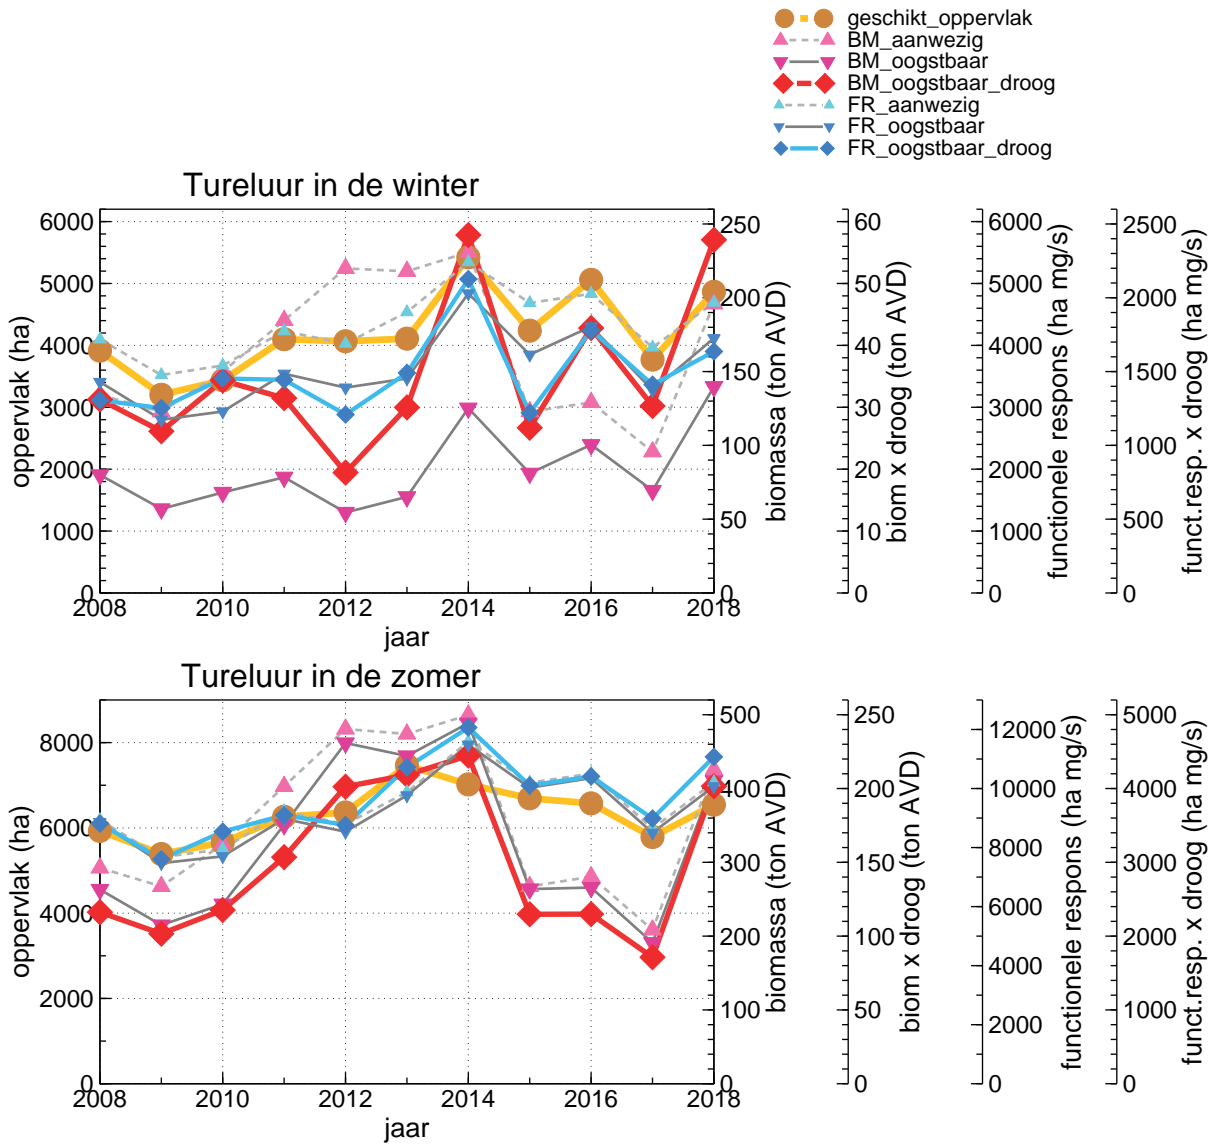 geschikt_oppervlak
BM_aanwezig
BM_oogstbaar
BM_oogstbaar_droog
FR_aanwezig
FR_oogstbaar
FR_oogstbaar_droog
Tureluur in de winter
oppervlak (ha)
6000
5000
4000
3000
2000
1000
0
2008 2010 2012 2014 2016 2018
jaar
250
200
150
100
50
0
biomassa (ton AVD)
60
50
40
30
20
10
0
biom x droog (ton AVD)
6000
5000
4000
3000
2000
1000
0
functionele respons (ha mg/s)
2500
2000
1500
1000
500
0
funct.resp. x droog (ha mg/s)
Tureluur in de zomer
oppervlak (ha)
8000
6000
4000
2000
0
2008 2010 2012 2014 2016 2018
jaar
500
400
300
200
100
0
biomassa (ton AVD)
250
200
150
100
50
0
biom x droog (ton AVD)
12000
10000
8000
6000
4000
2000
0
functionele respons (ha mg/s)
5000
4000
3000
2000
1000
0
funct.resp. x droog (ha mg/s)